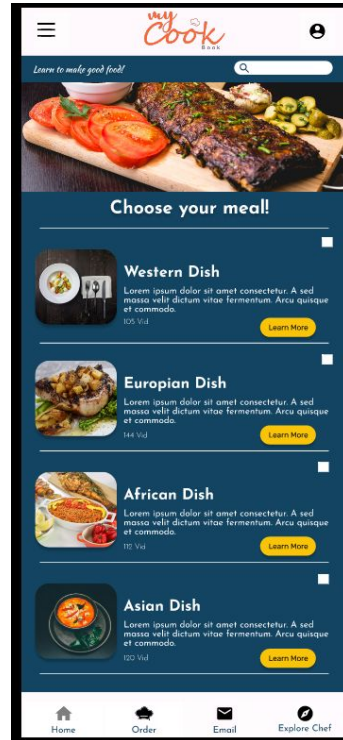 my
Cook
Book
Learn to make good food!
Choose your meal!
Western Dish
Lorem ipsum dolor sit amet consectetur. A sed
massa velit dictum vitae fermentum. Arcu quisque
et commodo.
105 Vid
Learn More
Europian Dish
Lorem ipsum dolor sit amet consectetur. A sed
massa velit dictum vitae fermentum. Arcu quisque
et commodo.
144 Vid
Learn More
African Dish
Lorem ipsum dolor sit amet consectetur. A sed
massa velit dictum vitae fermentum. Arcu quisque
et commodo.
112 Vid
Learn More
Asian Dish
Lorem ipsum dolor sit amet consectetur. A sed
massa velit dictum vitae fermentum. Arcu quisque
et commodo.
120 Vid
Learn More
Home Order Email Explore Chef